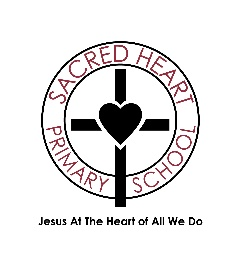 SACRED HEART
PRIMARY SCHOOL
Jesus At The Heart of All We Do